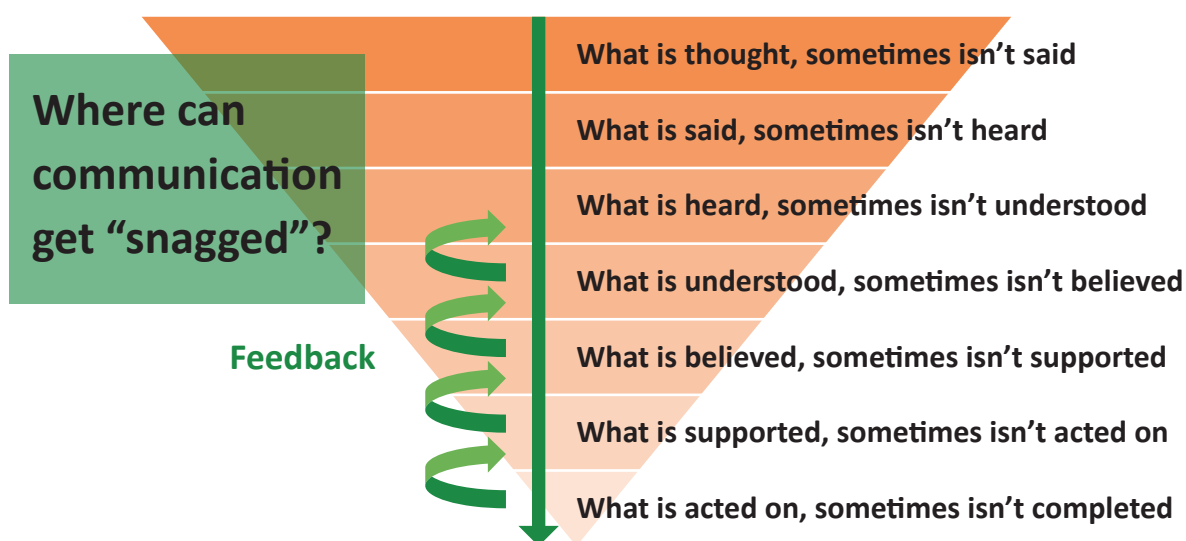 Where can
communication
get “snagged”?
What is thought, sometimes isn’t said
What is said, sometimes isn’t heard
What is heard, sometimes isn’t understood
What is understood, sometimes isn’t believed
Feedback
What is believed, sometimes isn’t supported
What is supported, sometimes isn’t acted on
What is acted on, sometimes isn’t completed